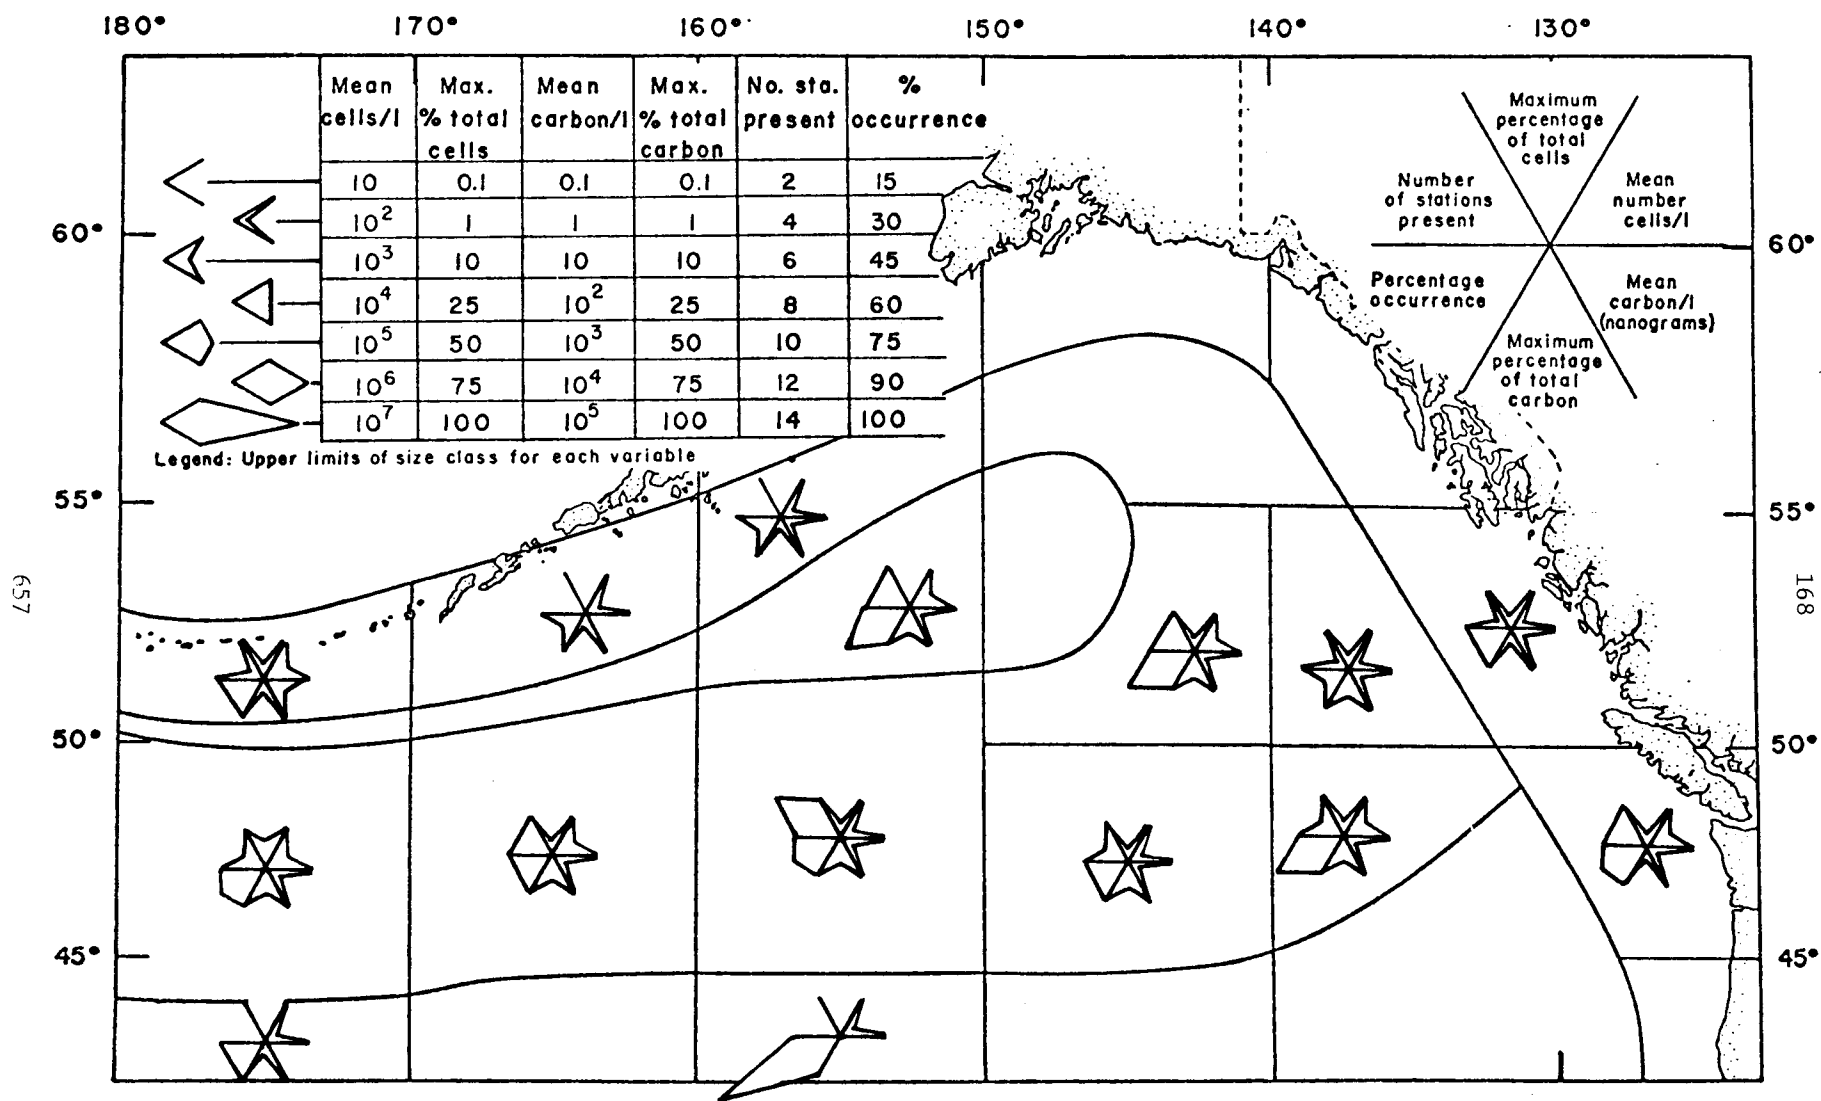 180° 170° 160° 150° 140° 130°
Mean cells/l | Max. % total cells | Mean carbon/l | Max. % total carbon | No. sta. present | % occurrence
10 0.1 0.1 0.1 2 15
10² 1 1 1 4 30
10³ 10 10 10 6 45
10⁴ 25 10² 25 8 60
10⁵ 50 10³ 50 10 75
10⁶ 75 10⁴ 75 12 90
10⁷ 100 10⁵ 100 14 100
Legend: Upper limits of size class for each variable
Maximum
percentage
of total
cells
Number
of stations
present
Mean
number
cells/l
Percentage
occurrence
Mean
carbon/l
(nanograms)
Maximum
percentage
of total
carbon
60°
55°
50°
45°
60°
55°
50°
45°
657
168